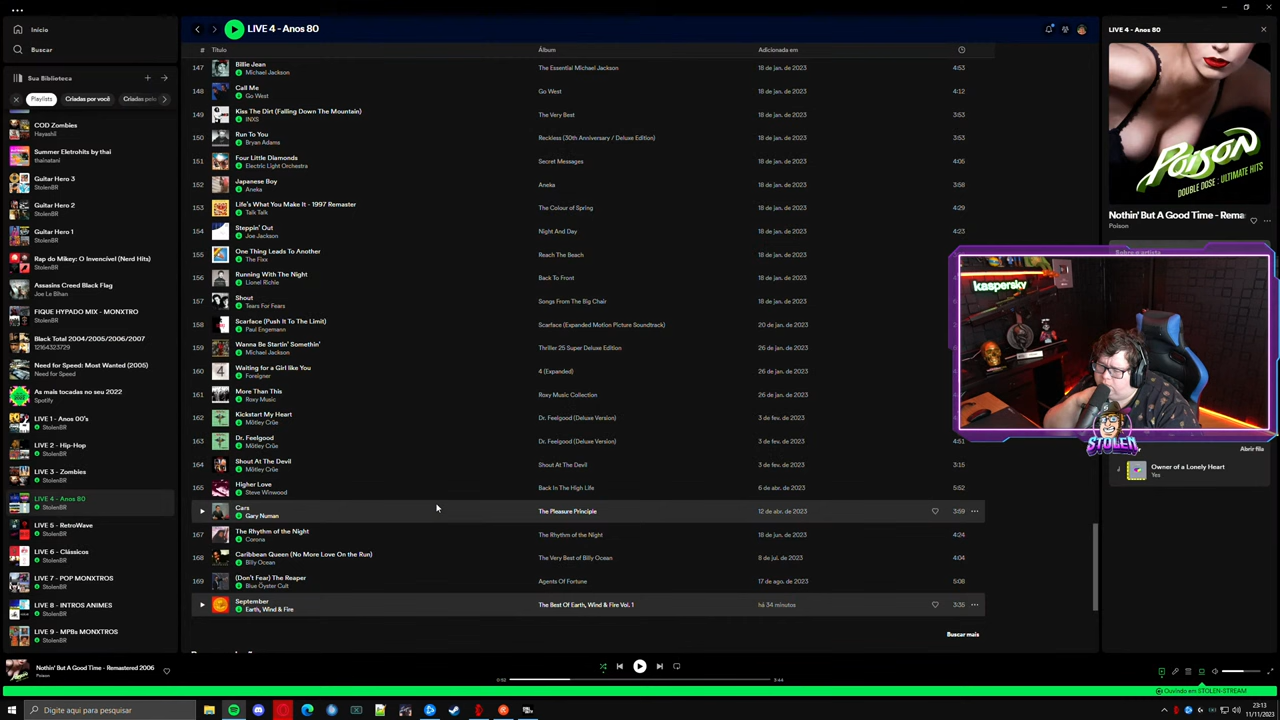 Início
Buscar
Sua Biblioteca
Playlists
Criadas por você
Criadas pelo
COD Zombies
Hayashii
Summer Eletrohits by thai
thainatani
Guitar Hero 3
StolenBR
Guitar Hero 2
StolenBR
Guitar Hero 1
StolenBR
Rap do Mikey: O Invencível (Nerd Hits)
StolenBR
Assasins Creed Black Flag
Joe Le Bihan
FIQUE HYPADO MIX - MONXTRO
StolenBR
Black Total 2004/2005/2006/2007
12164323729
Need for Speed: Most Wanted (2005)
Need for Speed
As mais tocadas no seu 2022
Spotify
LIVE 1 - Anos 00's
StolenBR
LIVE 2 - Hip-Hop
StolenBR
LIVE 3 - Zombies
StolenBR
LIVE 4 - Anos 80
StolenBR
LIVE 5 - RetroWave
StolenBR
LIVE 6 - Clássicos
StolenBR
LIVE 7 - POP MONXTROS
StolenBR
LIVE 8 - INTROS ANIMES
StolenBR
LIVE 9 - MPBs MONXTROS
StolenBR
LIVE 4 - Anos 80
# Título Álbum Adicionada em
147 Billie Jean The Essential Michael Jackson 18 de jan. de 2023 4:53
Michael Jackson
148 Call Me Go West 18 de jan. de 2023 4:12
Go West
149 Kiss The Dirt (Falling Down The Mountain) The Very Best 18 de jan. de 2023 3:53
INXS
150 Run To You Reckless (30th Anniversary / Deluxe Edition) 18 de jan. de 2023 3:53
Bryan Adams
151 Four Little Diamonds Secret Messages 18 de jan. de 2023 4:06
Electric Light Orchestra
152 Japanese Boy Aneka 18 de jan. de 2023 3:58
Aneka
153 Life's What You Make It - 1997 Remaster The Colour of Spring 18 de jan. de 2023 4:29
Talk Talk
154 Steppin' Out Night And Day 18 de jan. de 2023 4:23
Joe Jackson
155 One Thing Leads To Another Reach The Beach 18 de jan. de 2023
The Fixx
156 Running With The Night Back To Front 18 de jan. de 2023
Lionel Richie
157 Shout Songs From The Big Chair 18 de jan. de 2023
Tears For Fears
158 Scarface (Push It To The Limit) Scarface (Expanded Motion Picture Soundtrack) 20 de jan. de 2023
Paul Engemann
159 Wanna Be Startin' Somethin' Thriller 25 Super Deluxe Edition 26 de jan. de 2023
Michael Jackson
160 Waiting for a Girl like You 4 (Expanded) 26 de jan. de 2023
Foreigner
161 More Than This Roxy Music Collection 26 de jan. de 2023
Roxy Music
162 Kickstart My Heart Dr. Feelgood (Deluxe Version) 3 de fev. de 2023
Mötley Crüe
163 Dr. Feelgood Dr. Feelgood (Deluxe Version) 3 de fev. de 2023 4:51
Mötley Crüe
164 Shout At The Devil Shout At The Devil 3 de fev. de 2023 3:15
Mötley Crüe
165 Higher Love Back In The High Life 6 de abr. de 2023 5:52
Steve Winwood
Cars The Pleasure Principle 12 de abr. de 2023 3:59
Gary Numan
167 The Rhythm of the Night The Rhythm of the Night 18 de jun. de 2023 4:24
Corona
168 Caribbean Queen (No More Love On the Run) The Very Best of Billy Ocean 8 de jul. de 2023 4:04
Billy Ocean
169 (Don't Fear) The Reaper Agents Of Fortune 17 de ago. de 2023 5:08
Blue Öyster Cult
September The Best Of Earth, Wind & Fire Vol. 1 há 34 minutos 3:35
Earth, Wind & Fire
Buscar mais
LIVE 4 - Anos 80
POISON
DOUBLE DOSE : ULTIMATE HITS
Nothin' But A Good Time - Rema
Poison
Sobre o artista
kaspersky
STOLEN
Abrir fila
Owner of a Lonely Heart
Yes
Nothin' But A Good Time - Remastered 2006
Poison
0:52
3:44
Ouvindo em STOLEN-STREAM
Digite aqui para pesquisar
23:13
11/11/2023